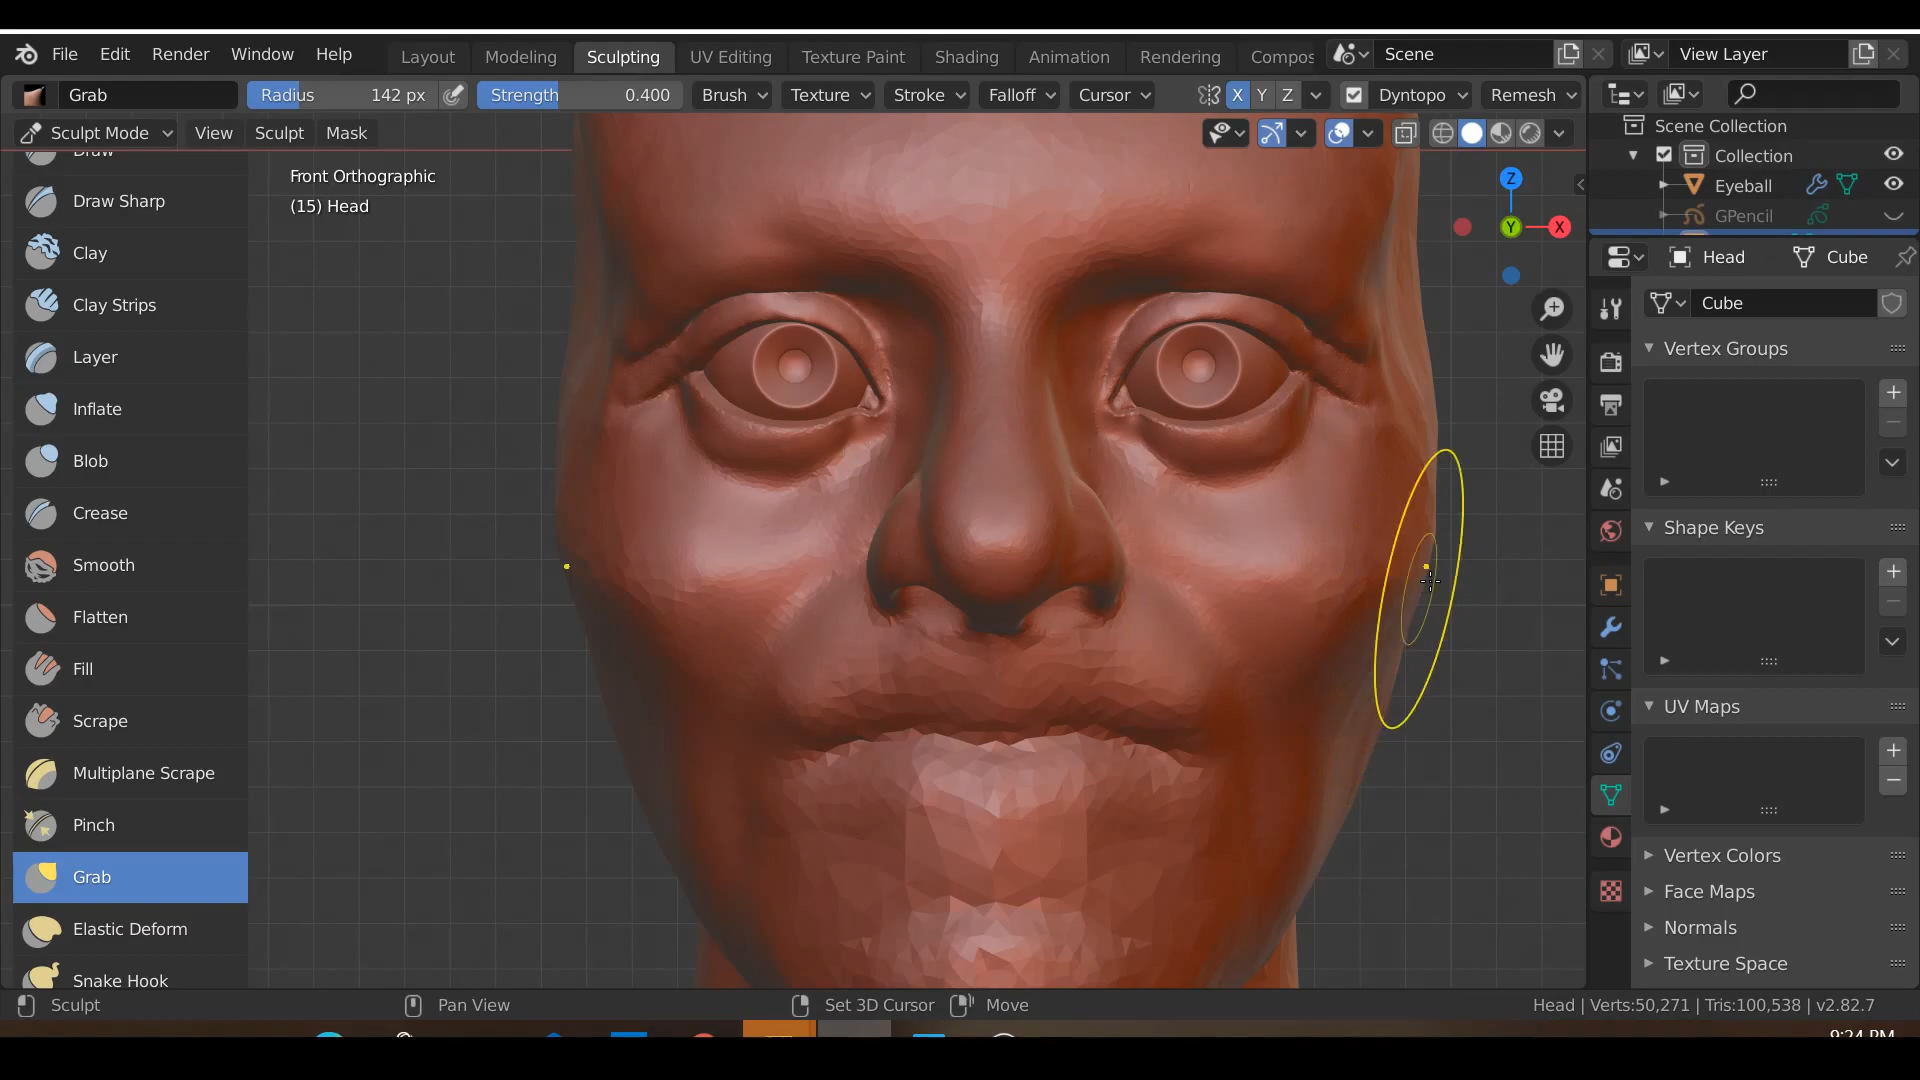 File Edit Render Window Help Layout Modeling Sculpting UV Editing Texture Paint Shading Animation Rendering Compos Scene View Layer
Grab Radius 142 px Strength 0.400 Brush Texture Stroke Falloff Cursor X Y Z Dyntopo Remesh
Sculpt Mode View Sculpt Mask
Scene Collection
Collection
Eyeball
GPencil
Front Orthographic
(15) Head
Z
Y
X
Draw
Draw Sharp
Clay
Clay Strips
Layer
Inflate
Blob
Crease
Smooth
Flatten
Fill
Scrape
Multiplane Scrape
Pinch
Grab
Elastic Deform
Snake Hook
Head Cube
Cube
Vertex Groups
Shape Keys
UV Maps
Vertex Colors
Face Maps
Normals
Texture Space
Sculpt Pan View Set 3D Cursor Move Head | Verts:50,271 | Tris:100,538 | v2.82.7
9:24 PM